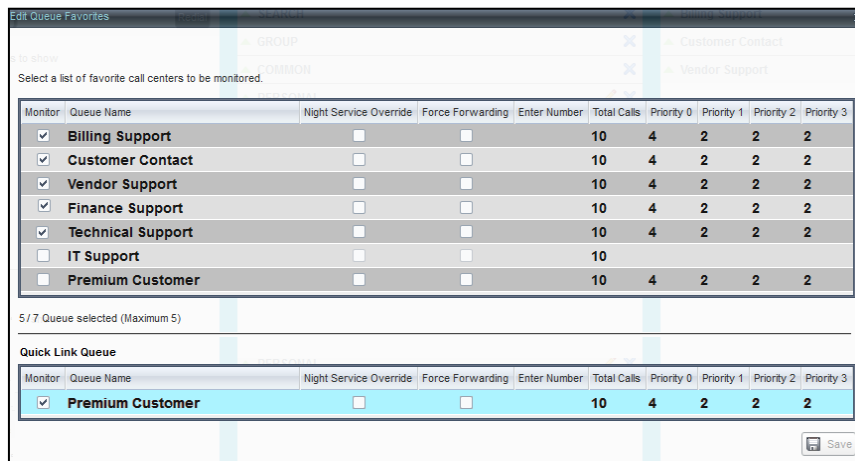 Edit Queue Favorites
SEARCH
Billing Support
GROUP
Customer Contact
s to show
COMMON
Vendor Support
PERSONAL
Select a list of favorite call centers to be monitored.
Monitor Queue Name Night Service Override Force Forwarding Enter Number Total Calls Priority 0 Priority 1 Priority 2 Priority 3
Billing Support 10 4 2 2 2
Customer Contact 10 4 2 2 2
Vendor Support 10 4 2 2 2
Finance Support 10 4 2 2 2
Technical Support 10 4 2 2 2
IT Support 10
Premium Customer 10 4 2 2 2
5 / 7 Queue selected (Maximum 5)
PERSONAL
Quick Link Queue
Monitor Queue Name Night Service Override Force Forwarding Enter Number Total Calls Priority 0 Priority 1 Priority 2 Priority 3
Premium Customer 10 4 2 2 2
Save